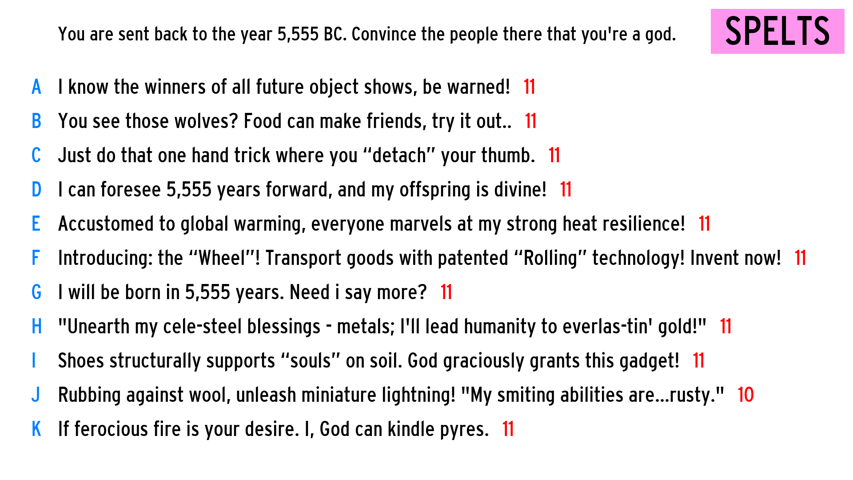 You are sent back to the year 5,555 BC. Convince the people there that you're a god.
SPELTS
A I know the winners of all future object shows, be warned! 11
B You see those wolves? Food can make friends, try it out.. 11
C Just do that one hand trick where you “detach” your thumb. 11
D I can foresee 5,555 years forward, and my offspring is divine! 11
E Accustomed to global warming, everyone marvels at my strong heat resilience! 11
F Introducing: the “Wheel”! Transport goods with patented “Rolling” technology! Invent now! 11
G I will be born in 5,555 years. Need i say more? 11
H "Unearth my cele-steel blessings - metals; I'll lead humanity to everlas-tin' gold!" 11
I Shoes structurally supports “souls” on soil. God graciously grants this gadget! 11
J Rubbing against wool, unleash miniature lightning! "My smiting abilities are...rusty." 10
K If ferocious fire is your desire. I, God can kindle pyres. 11